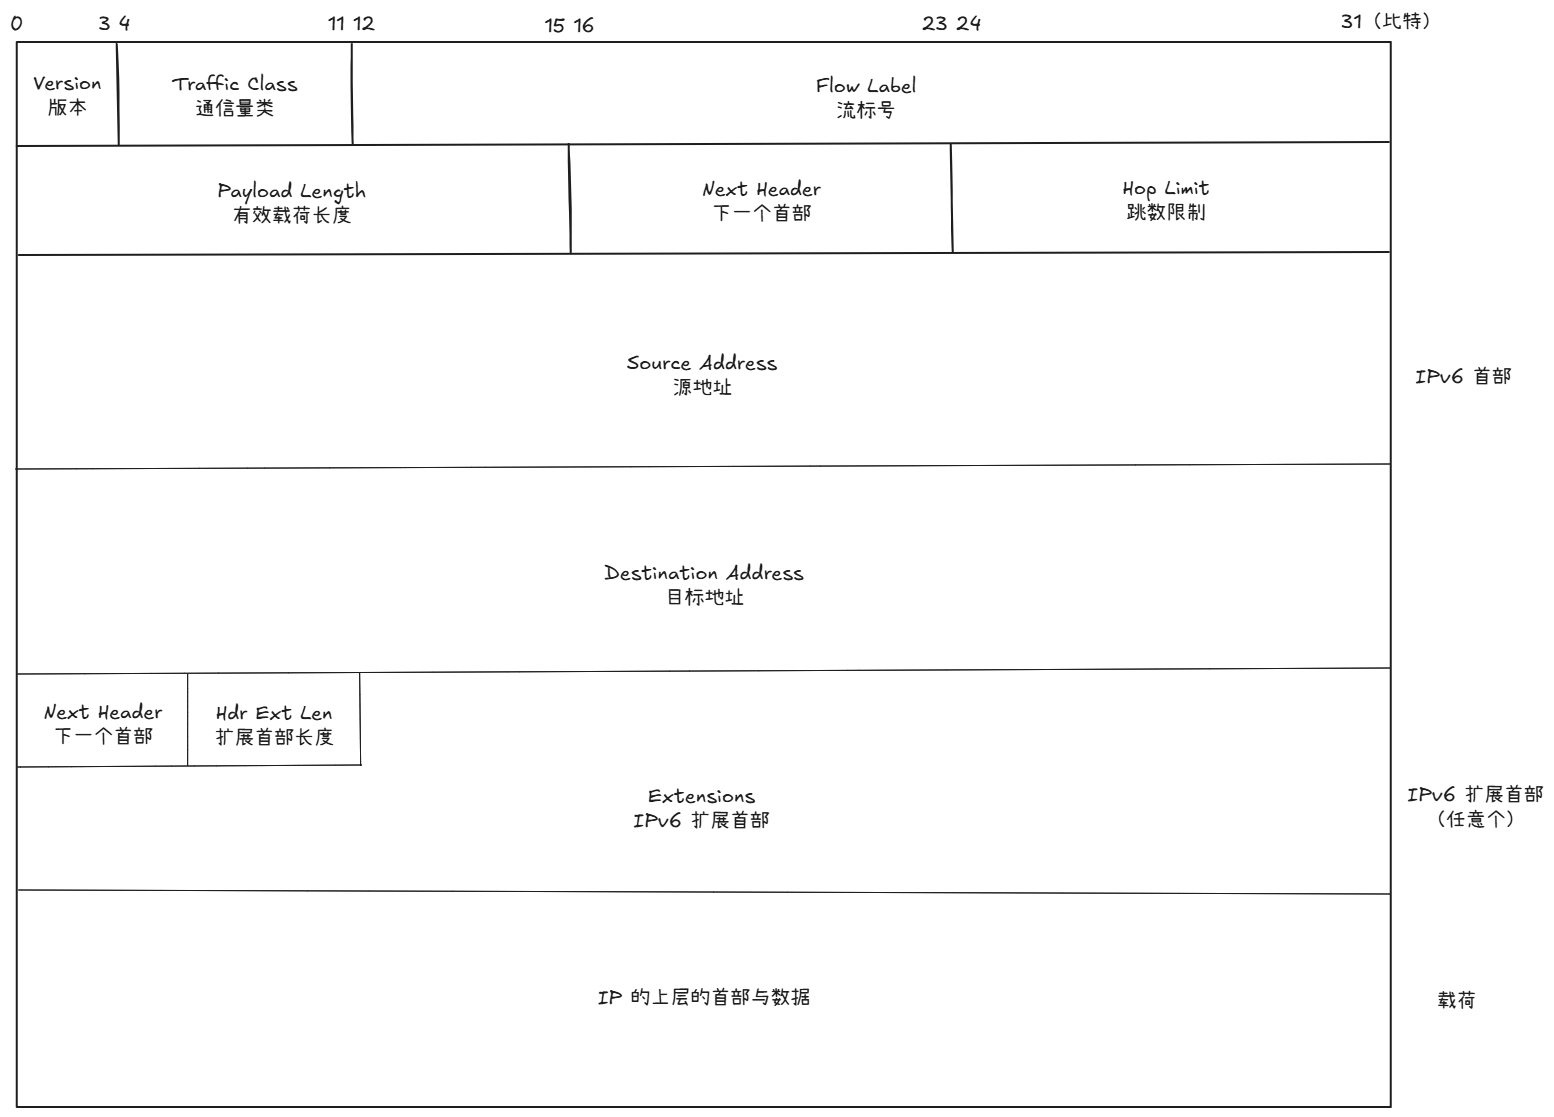 0 3 4 11 12 15 16 23 24 31（比特）
Version
版本
Traffic Class
通信量类
Flow Label
流标号
Payload Length
有效载荷长度
Next Header
下一个首部
Hop Limit
跳数限制
Source Address
源地址
IPv6 首部
Destination Address
目标地址
Next Header
下一个首部
Hdr Ext Len
扩展首部长度
Extensions
IPv6 扩展首部
IPv6 扩展首部
（任意个）
IP 的上层的首部与数据
载荷